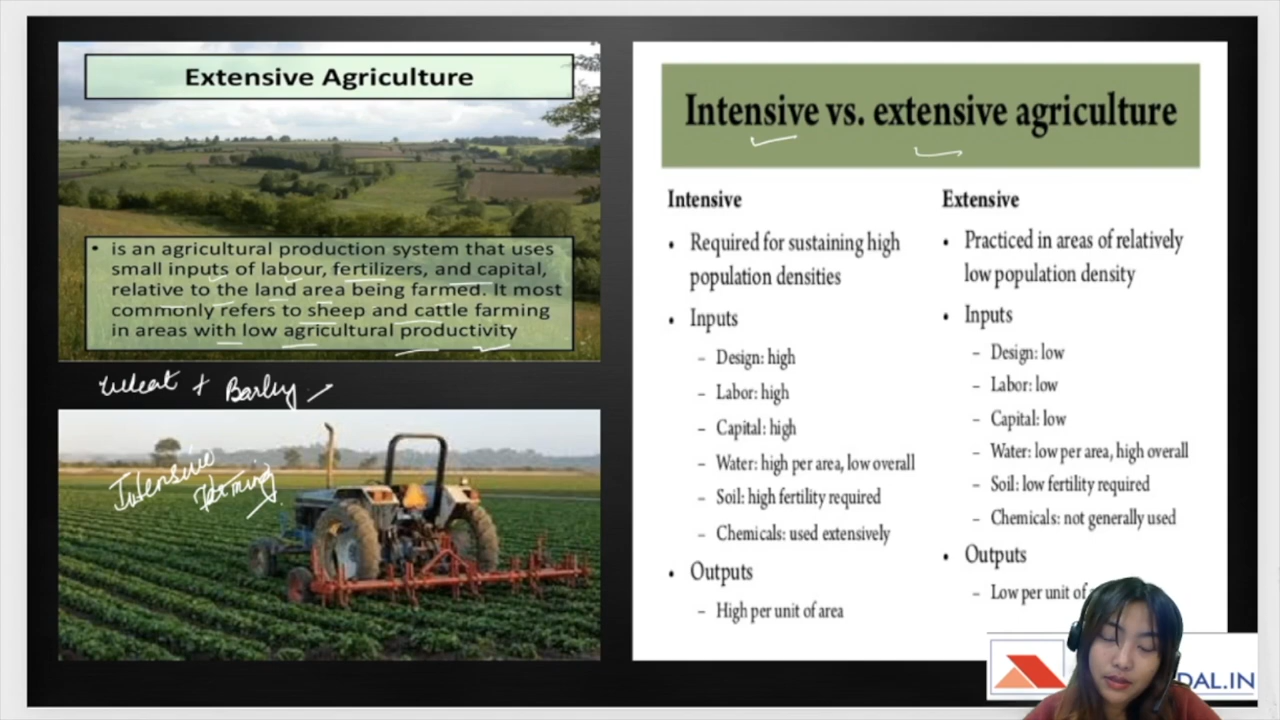 Extensive Agriculture
• is an agricultural production system that uses
small inputs of labour, fertilizers, and capital,
relative to the land area being farmed. It most
commonly refers to sheep and cattle farming
in areas with low agricultural productivity
Wheat + Barley
Intensive
Farming
Intensive vs. extensive agriculture
Intensive
• Required for sustaining high
population densities
• Inputs
– Design: high
– Labor: high
– Capital: high
– Water: high per area, low overall
– Soil: high fertility required
– Chemicals: used extensively
• Outputs
– High per unit of area
Extensive
• Practiced in areas of relatively
low population density
• Inputs
– Design: low
– Labor: low
– Capital: low
– Water: low per area, high overall
– Soil: low fertility required
– Chemicals: not generally used
• Outputs
– Low per unit of
DAL.IN